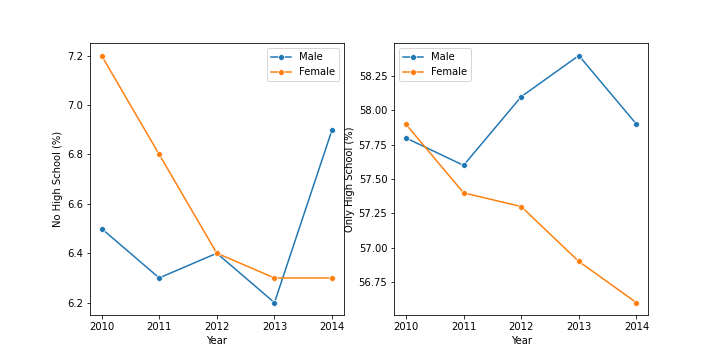 No High School (%)
7.2
7.0
6.8
6.6
6.4
6.2
Male
Female
2010 2011 2012 2013 2014
Year
Only High School (%)
58.25
58.00
57.75
57.50
57.25
57.00
56.75
Male
Female
2010 2011 2012 2013 2014
Year